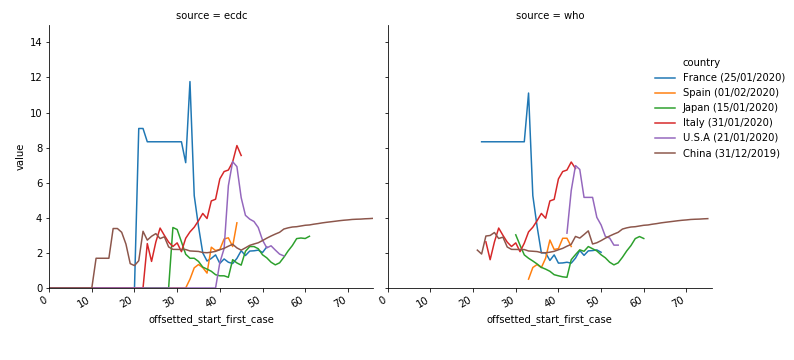 source = ecdc
source = who
value
14
12
10
8
6
4
2
0
0 10 20 30 40 50 60 70
0 10 20 30 40 50 60 70
offsetted_start_first_case
offsetted_start_first_case
country
France (25/01/2020)
Spain (01/02/2020)
Japan (15/01/2020)
Italy (31/01/2020)
U.S.A (21/01/2020)
China (31/12/2019)